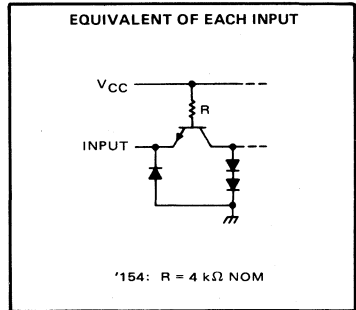 EQUIVALENT OF EACH INPUT
VCC
R
INPUT
'154: R = 4 kΩ NOM